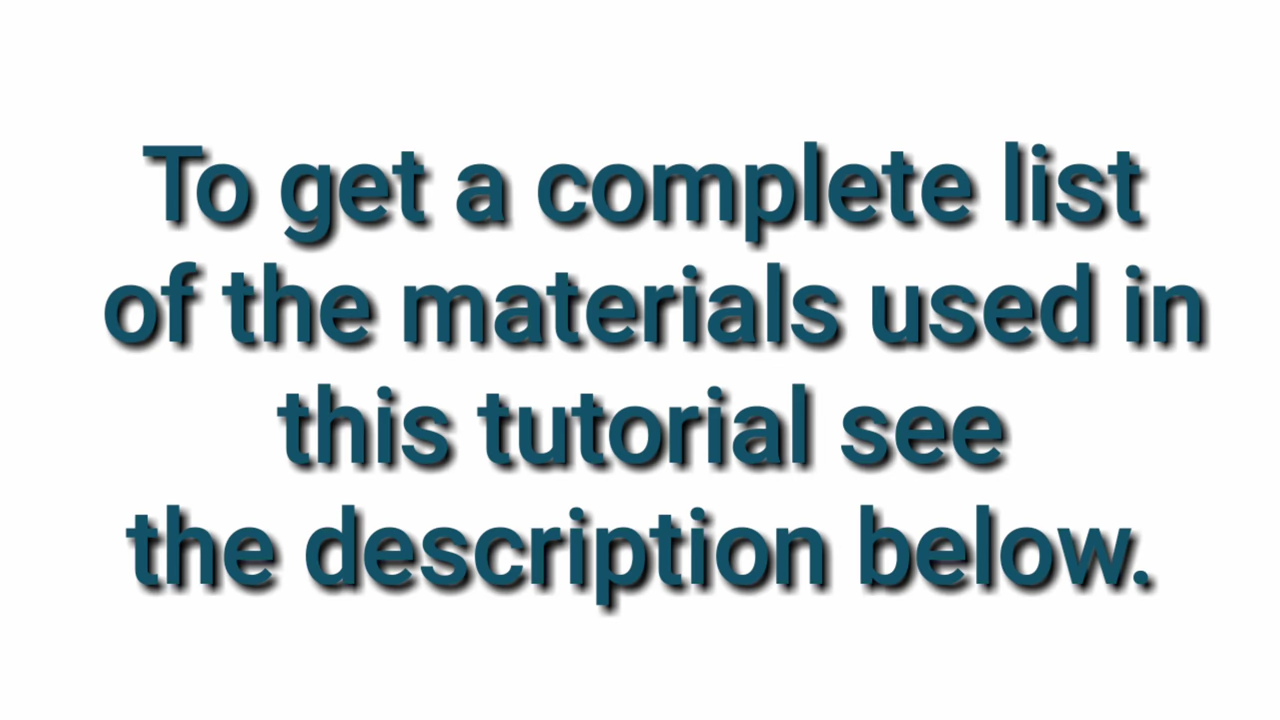 To get a complete list
of the materials used in
this tutorial see
the description below.